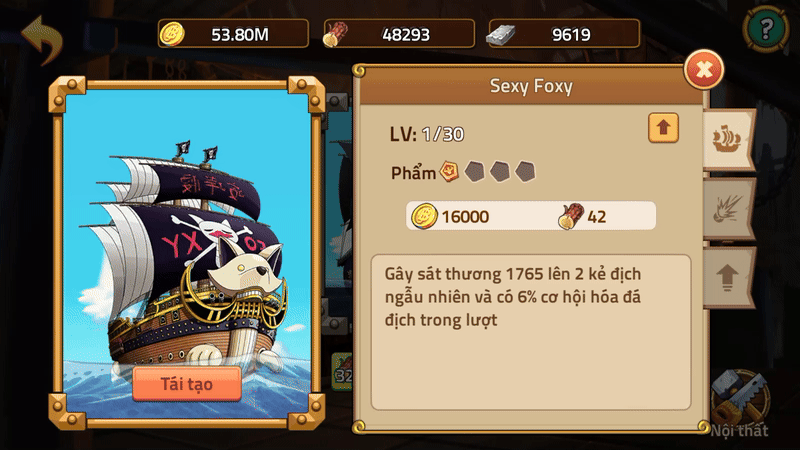 53.80M
48293
9619
Sexy Foxy
LV: 1/30
Phẩm
16000
42
Gây sát thương 1765 lên 2 kẻ địch
ngẫu nhiên và có 6% cơ hội hóa đá
địch trong lượt
Tái tạo
32
Nội thất